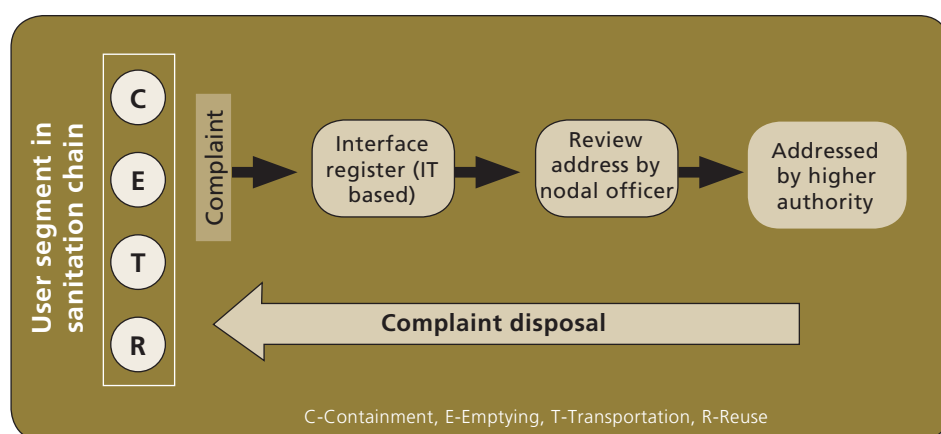 User segment in
sanitation chain
C
E
T
R
Complaint
Interface
register (IT
based)
Review
address by
nodal officer
Addressed
by higher
authority
Complaint disposal
C-Containment, E-Emptying, T-Transportation, R-Reuse